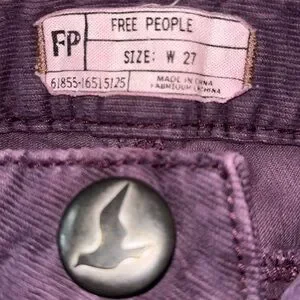 FP
FREE PEOPLE
SIZE: W 27
61855-16515125
MADE IN CHINA